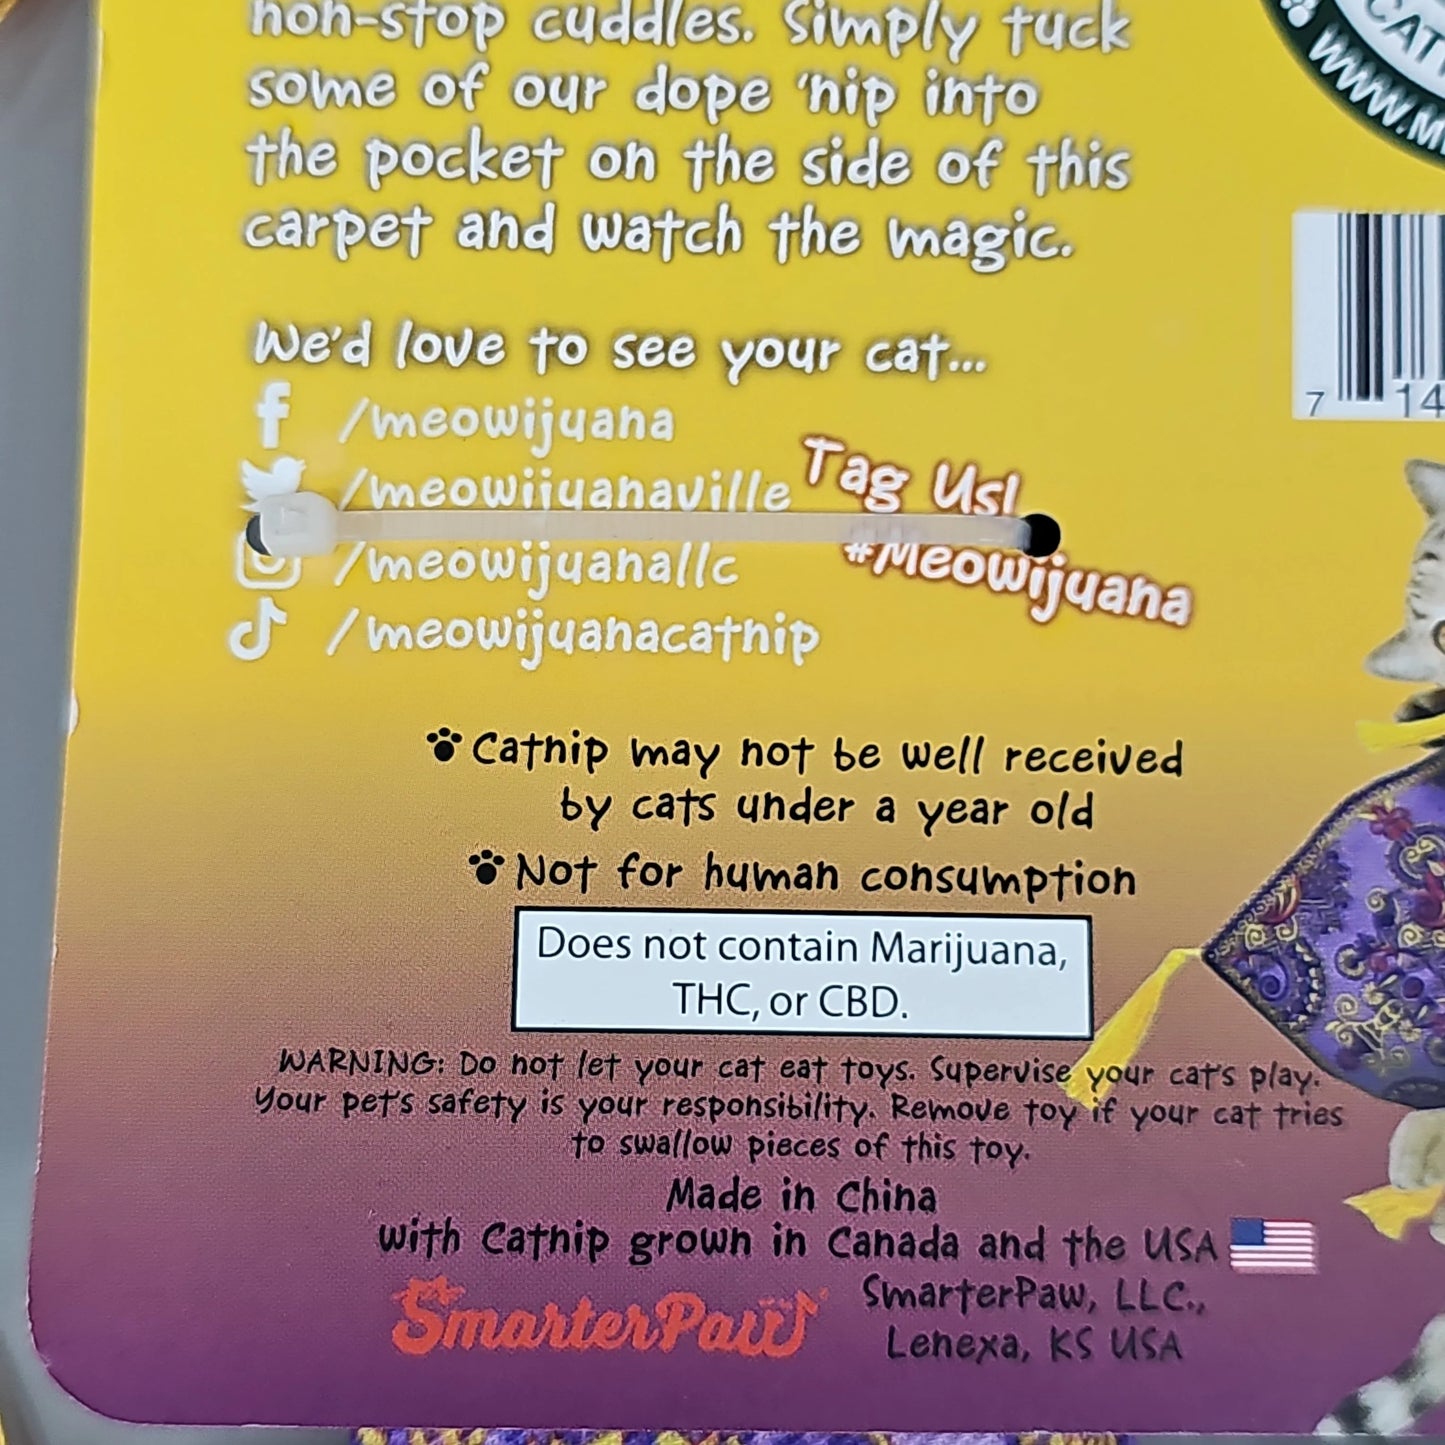 non-stop cuddles. Simply tuck
some of our dope 'nip into
the pocket on the side of this
carpet and watch the magic.
We'd love to see your cat...
/meowijuana
/meowijuanaville
/meowijuanallc
/meowijuanacatnip
Tag Us!
#Meowijuana
WWW.M
7 14
Catnip may not be well received
by cats under a year old
Not for human consumption
Does not contain Marijuana,
THC, or CBD.
WARNING: Do not let your cat eat toys. Supervise your cat's play.
Your pet's safety is your responsibility. Remove toy if your cat tries
to swallow pieces of this toy.
Made in China
with Catnip grown in Canada and the USA
SmarterPaw
SmarterPaw, LLC.,
Lenexa, KS USA